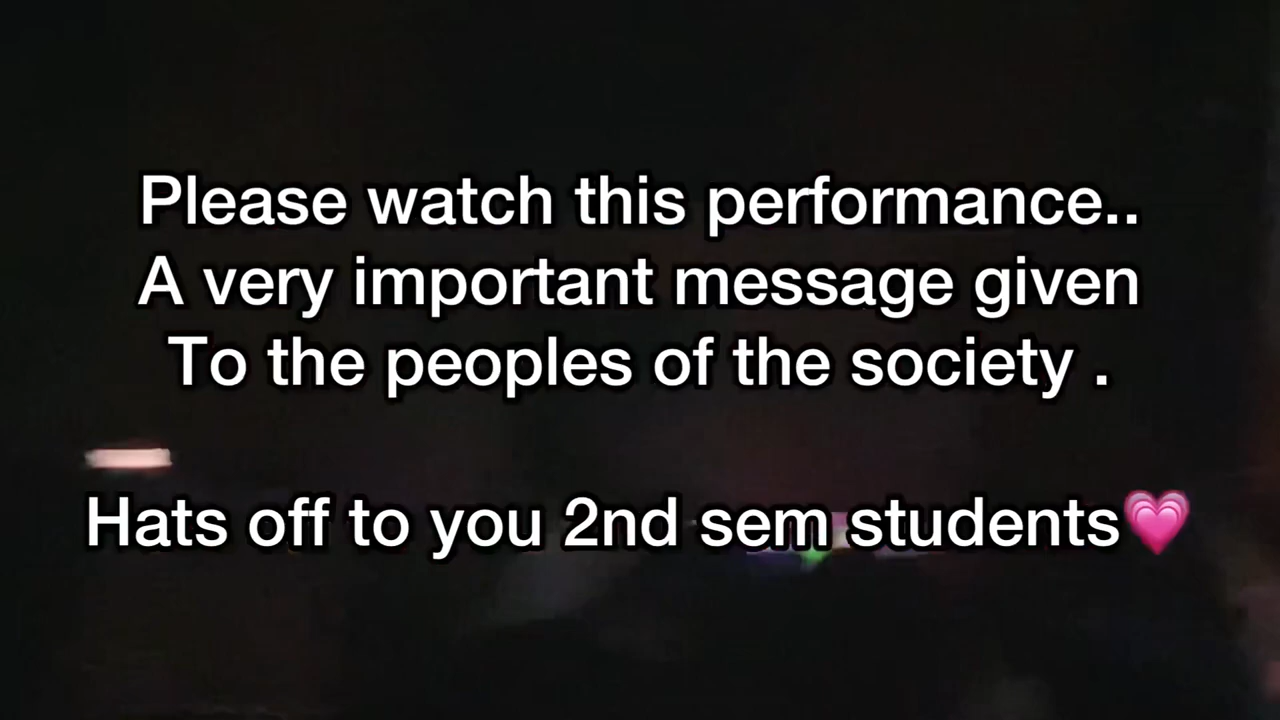 Please watch this performance..
A very important message given
To the peoples of the society .
Hats off to you 2nd sem students💗